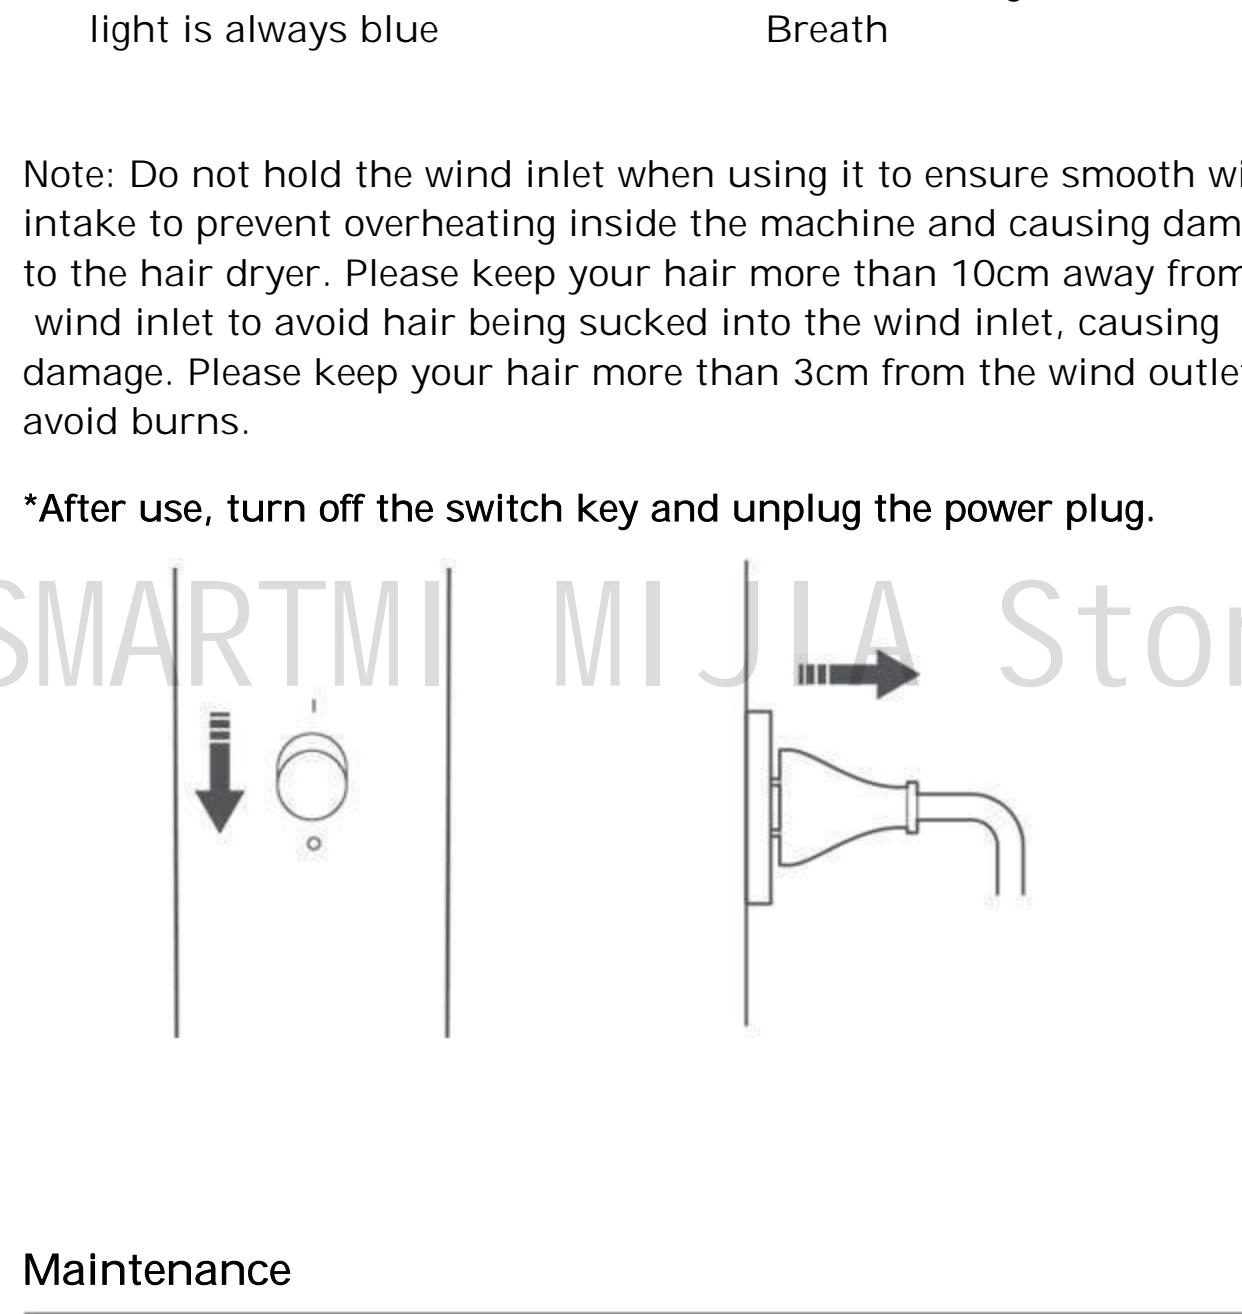 light is always blue Breath
Note: Do not hold the wind inlet when using it to ensure smooth
intake to prevent overheating inside the machine and causing
to the hair dryer. Please keep your hair more than 10cm away from
wind inlet to avoid hair being sucked into the wind inlet, causing
damage. Please keep your hair more than 3cm from the wind outlet
avoid burns.
*After use, turn off the switch key and unplug the power plug.
SMARTMI MIJIA Stor
Maintenance